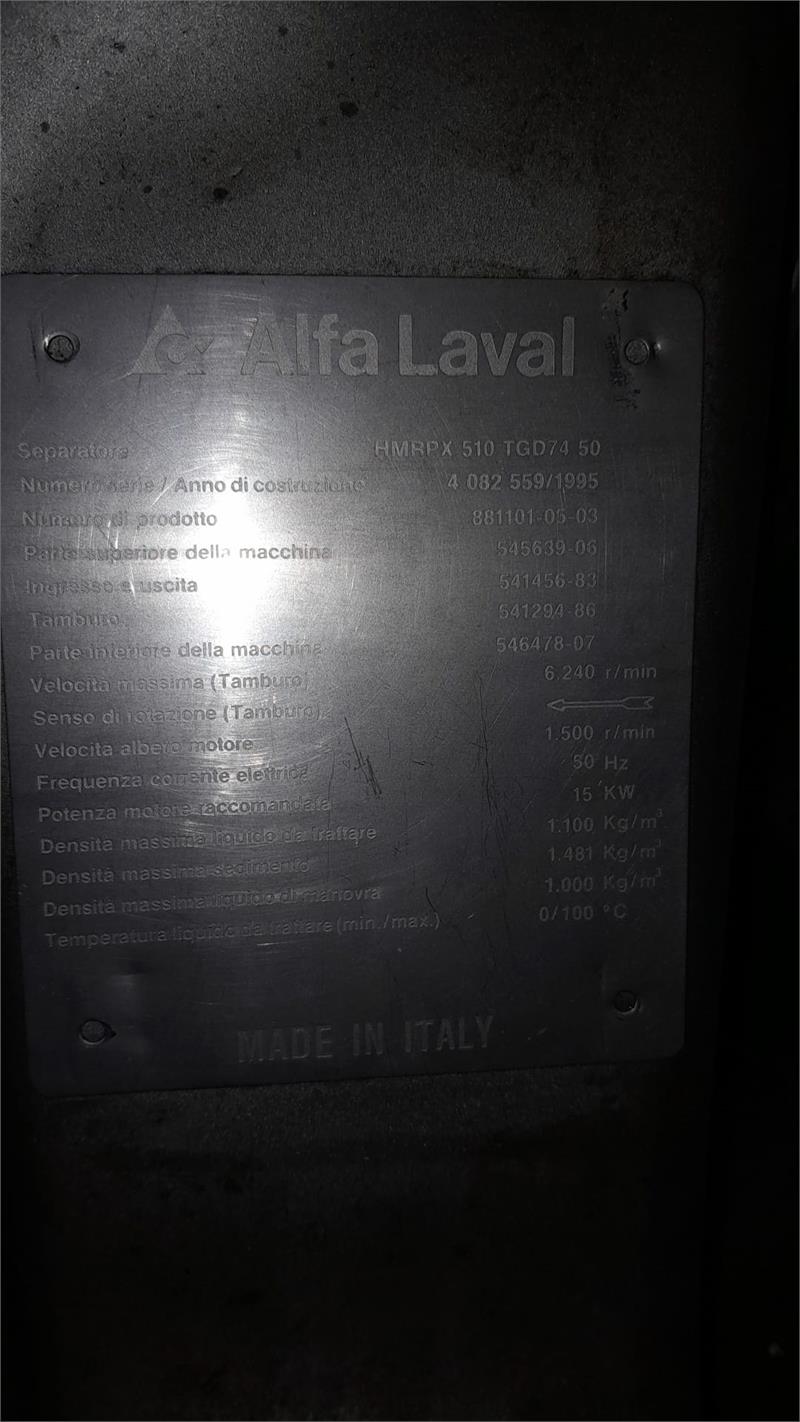 Alfa Laval
Separatore HMRPX 510 TGD74 50
Numero serie / Anno di costruzione 4 082 559/1995
Numero di prodotto 881101-05-03
Parte superiore della macchina 545639-06
Ingresso e uscita 541456-83
Tamburo 541294-86
Parte inferiore della macchina 546478-07
Velocità massima (Tamburo) 6.240 r/min
Senso di rotazione (Tamburo)
Velocità albero motore 1.500 r/min
Frequenza corrente elettrica 50 Hz
Potenza motore raccomandata 15 KW
Densità massima liquido da trattare 1.100 Kg/m³
Densità massima sedimento 1.481 Kg/m³
Densità massima liquido di manovra 1.000 Kg/m³
Temperatura liquido da trattare (min./max.) 0/100 °C
MADE IN ITALY